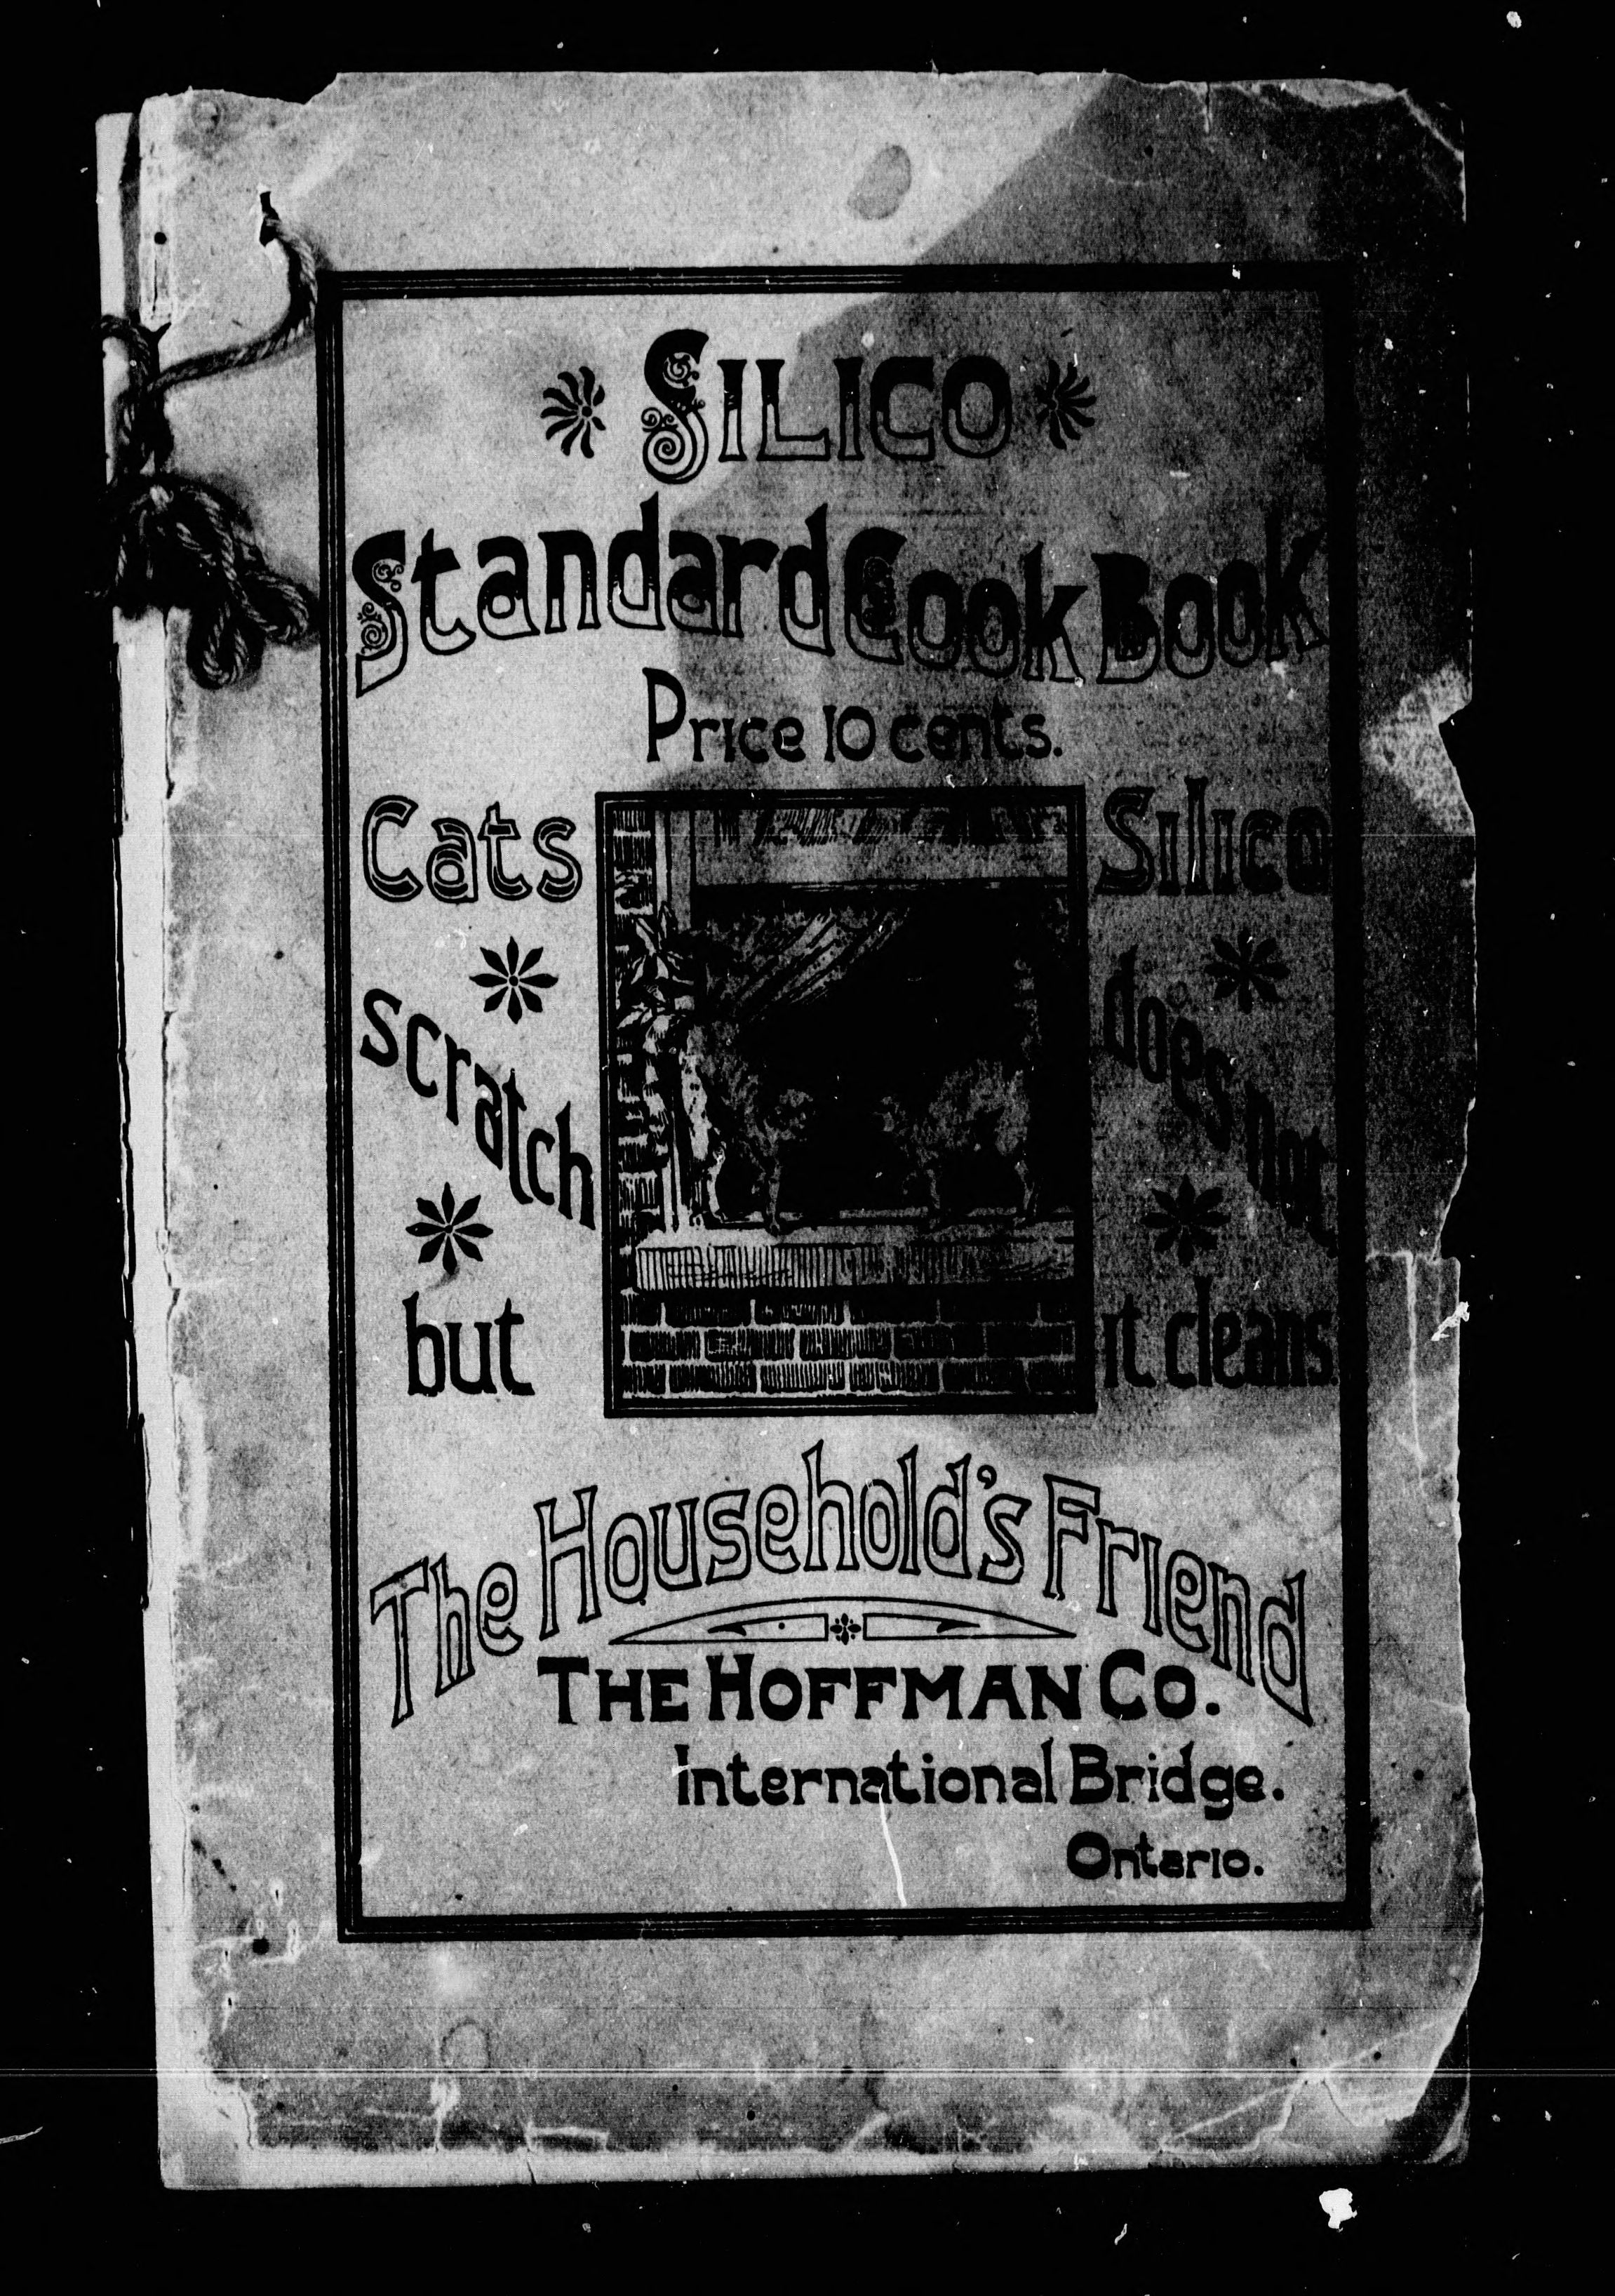 SILICO
Standard Cook Book
Price 10 cents.
Cats
scratch
but
Silico
does not
it cleans.
The Household's Friend
THE HOFFMAN CO.
International Bridge.
Ontario.